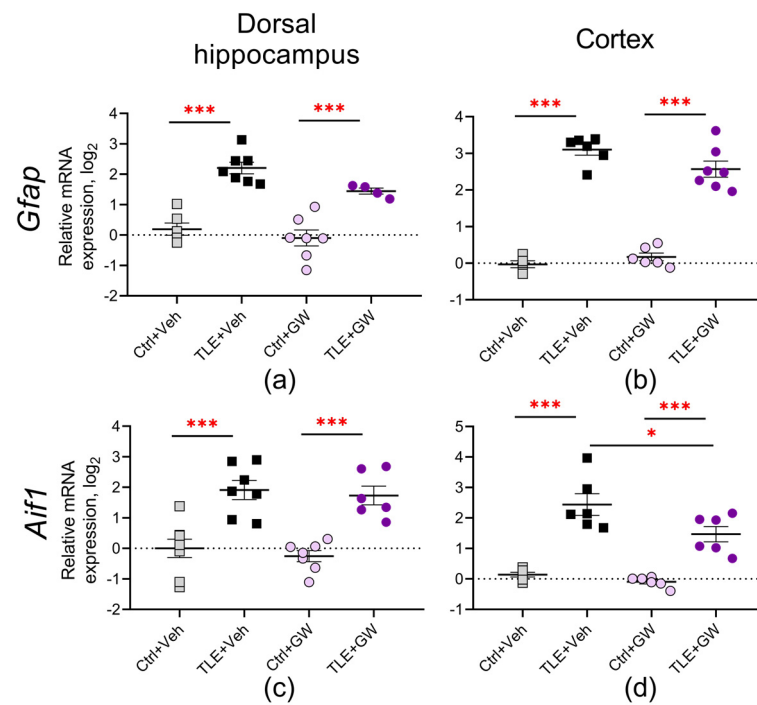 Dorsal
hippocampus
Cortex
Gfap
Relative mRNA
expression, log2
4
3
2
1
0
-1
-2
***
***
Ctrl+Veh
TLE+Veh
Ctrl+GW
TLE+GW
(a)
4
3
2
1
0
-1
***
***
Ctrl+Veh
TLE+Veh
Ctrl+GW
TLE+GW
(b)
Aif1
Relative mRNA
expression, log2
4
3
2
1
0
-1
-2
***
***
Ctrl+Veh
TLE+Veh
Ctrl+GW
TLE+GW
(c)
5
4
3
2
1
0
-1
***
***
*
Ctrl+Veh
TLE+Veh
Ctrl+GW
TLE+GW
(d)